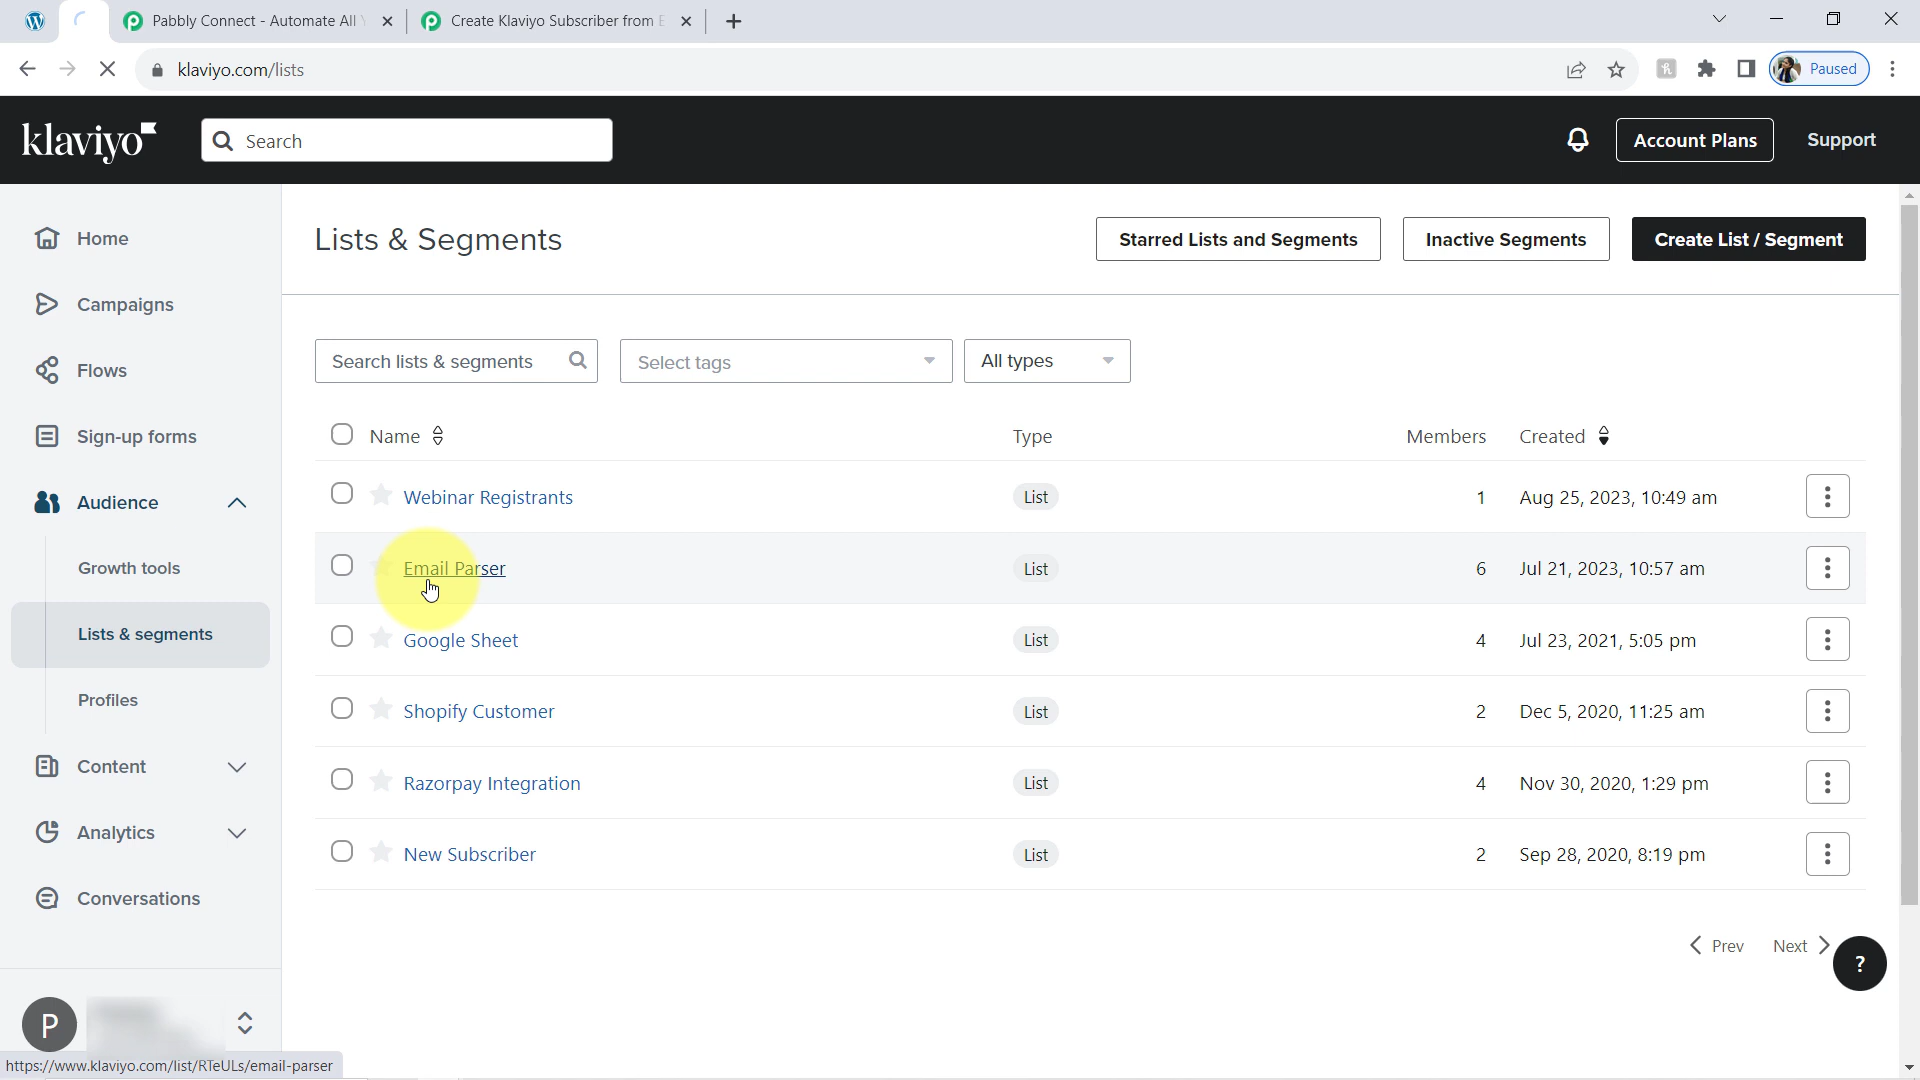 Pabbly Connect - Automate All
Create Klaviyo Subscriber from
klaviyo.com/lists
Paused
klaviyo
Search
Account Plans
Support
Home
Campaigns
Flows
Sign-up forms
Audience
Growth tools
Lists & segments
Profiles
Content
Analytics
Conversations
P
Lists & Segments
Starred Lists and Segments
Inactive Segments
Create List / Segment
Search lists & segments
Select tags
All types
Name
Type
Members
Created
Webinar Registrants List 1 Aug 25, 2023, 10:49 am
Email Parser List 6 Jul 21, 2023, 10:57 am
Google Sheet List 4 Jul 23, 2021, 5:05 pm
Shopify Customer List 2 Dec 5, 2020, 11:25 am
Razorpay Integration List 4 Nov 30, 2020, 1:29 pm
New Subscriber List 2 Sep 28, 2020, 8:19 pm
Prev
Next
?
https://www.klaviyo.com/list/RTeULs/email-parser